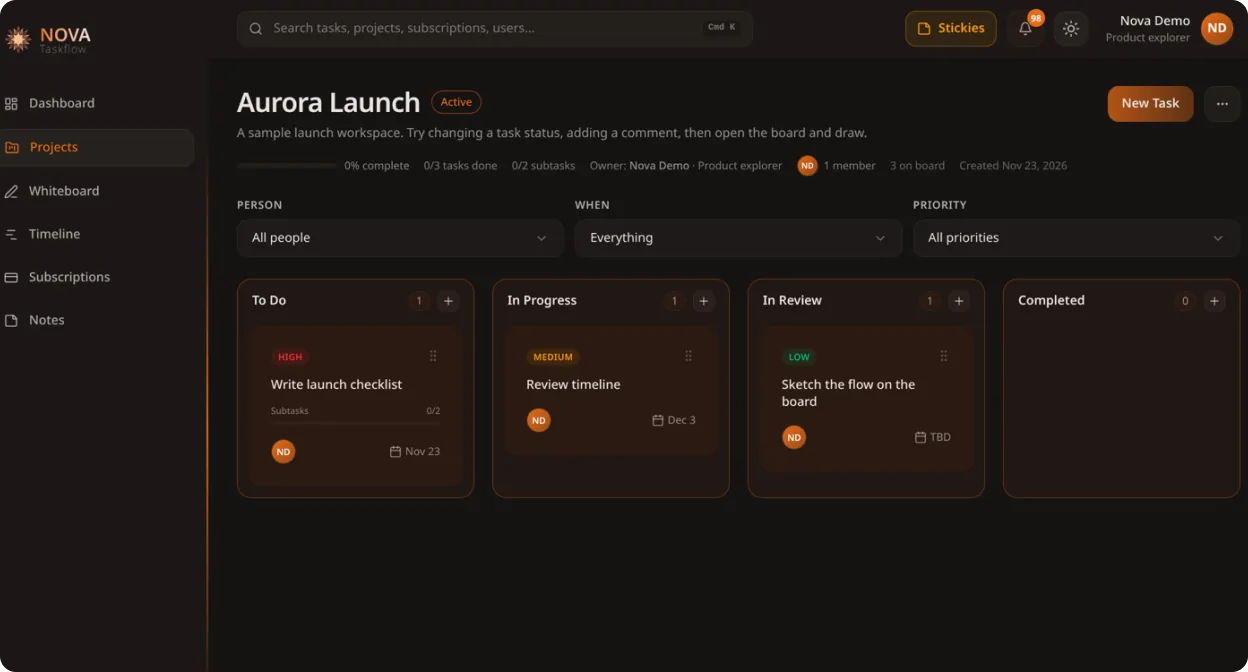 NOVA
Taskflow
Search tasks, projects, subscriptions, users...
Cmd K
Stickies
98
Nova Demo
Product explorer
ND
Dashboard
Projects
Whiteboard
Timeline
Subscriptions
Notes
Aurora Launch
Active
New Task
A sample launch workspace. Try changing a task status, adding a comment, then open the board and draw.
0% complete 0/3 tasks done 0/2 subtasks Owner: Nova Demo · Product explorer ND 1 member 3 on board Created Nov 23, 2026
PERSON
All people
WHEN
Everything
PRIORITY
All priorities
To Do 1 +
HIGH
Write launch checklist
Subtasks 0/2
ND Nov 23
In Progress 1 +
MEDIUM
Review timeline
ND Dec 3
In Review 1 +
LOW
Sketch the flow on the
board
ND TBD
Completed 0 +